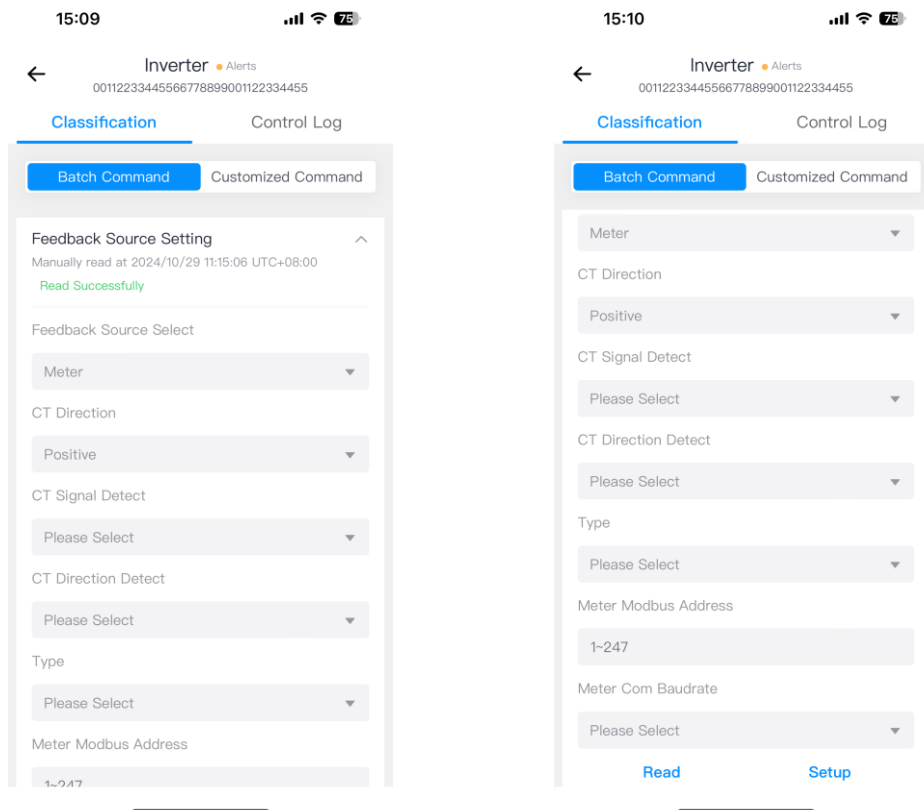 15:09
75
Inverter Alerts
00112233445566778899001122334455
Classification Control Log
Batch Command Customized Command
Feedback Source Setting
Manually read at 2024/10/29 11:15:06 UTC+08:00
Read Successfully
Feedback Source Select
Meter
CT Direction
Positive
CT Signal Detect
Please Select
CT Direction Detect
Please Select
Type
Please Select
Meter Modbus Address
1~247
15:10
75
Inverter Alerts
00112233445566778899001122334455
Classification Control Log
Batch Command Customized Command
Meter
CT Direction
Positive
CT Signal Detect
Please Select
CT Direction Detect
Please Select
Type
Please Select
Meter Modbus Address
1~247
Meter Com Baudrate
Please Select
Read Setup